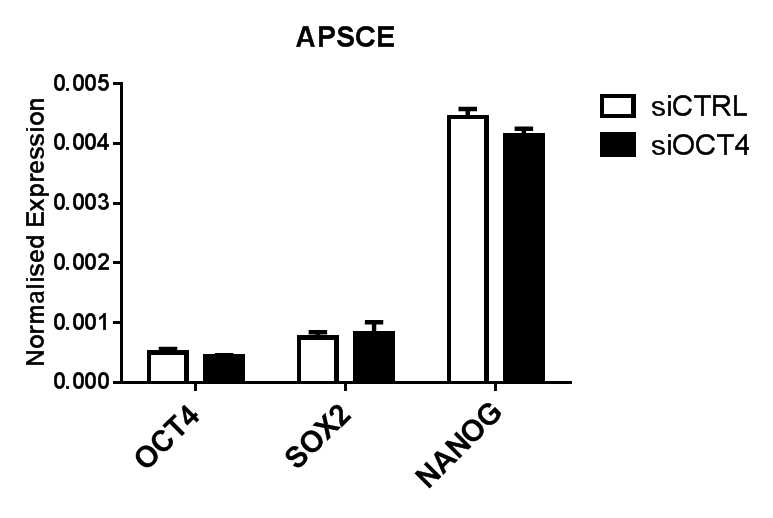 APSCE
Normalised Expression
0.005
0.004
0.003
0.002
0.001
0.000
OCT4
SOX2
NANOG
siCTRL
siOCT4